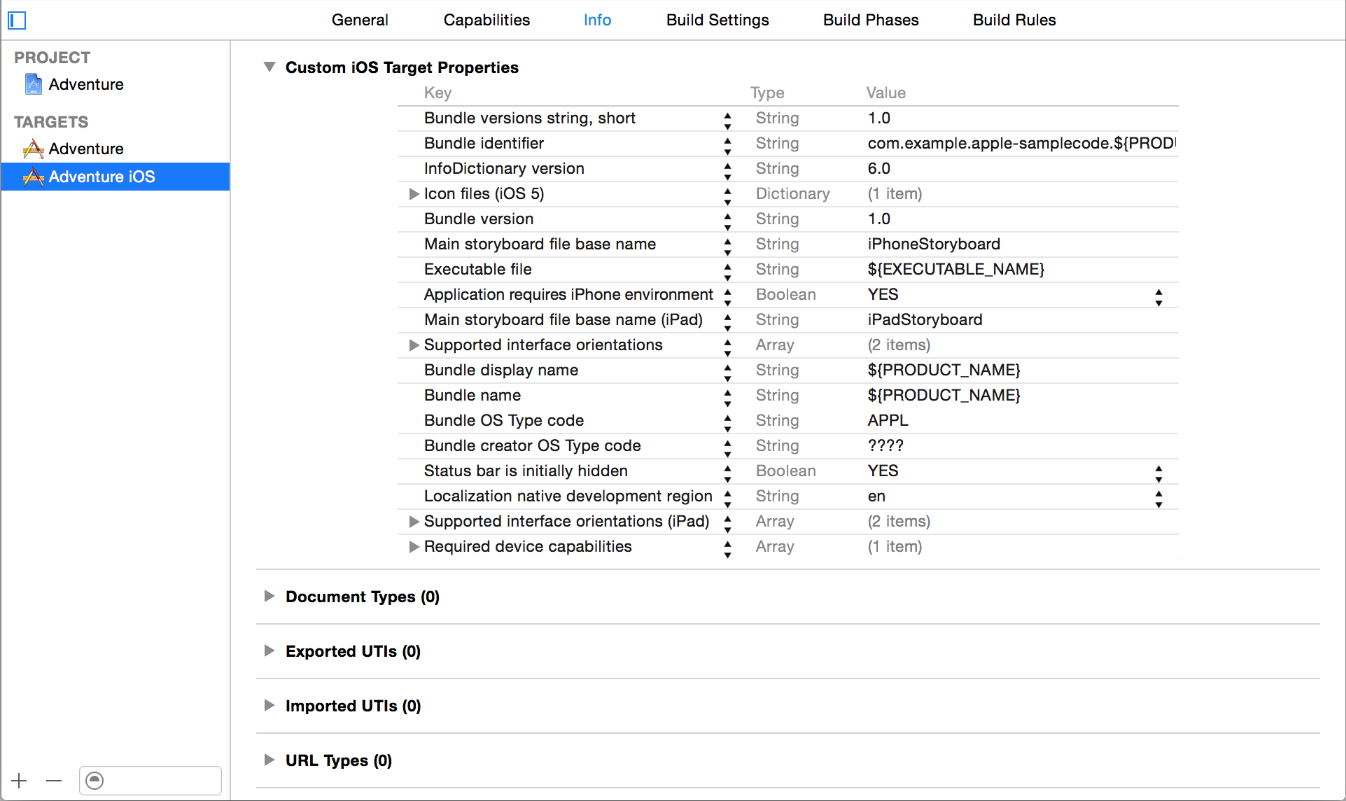 General Capabilities Info Build Settings Build Phases Build Rules
PROJECT
Adventure
TARGETS
Adventure
Adventure iOS
Custom iOS Target Properties
Key Type Value
Bundle versions string, short String 1.0
Bundle identifier String com.example.apple-samplecode.${PROD
InfoDictionary version String 6.0
Icon files (iOS 5) Dictionary (1 item)
Bundle version String 1.0
Main storyboard file base name String iPhoneStoryboard
Executable file String ${EXECUTABLE_NAME}
Application requires iPhone environment Boolean YES
Main storyboard file base name (iPad) String iPadStoryboard
Supported interface orientations Array (2 items)
Bundle display name String ${PRODUCT_NAME}
Bundle name String ${PRODUCT_NAME}
Bundle OS Type code String APPL
Bundle creator OS Type code String ????
Status bar is initially hidden Boolean YES
Localization native development region String en
Supported interface orientations (iPad) Array (2 items)
Required device capabilities Array (1 item)
Document Types (0)
Exported UTIs (0)
Imported UTIs (0)
URL Types (0)